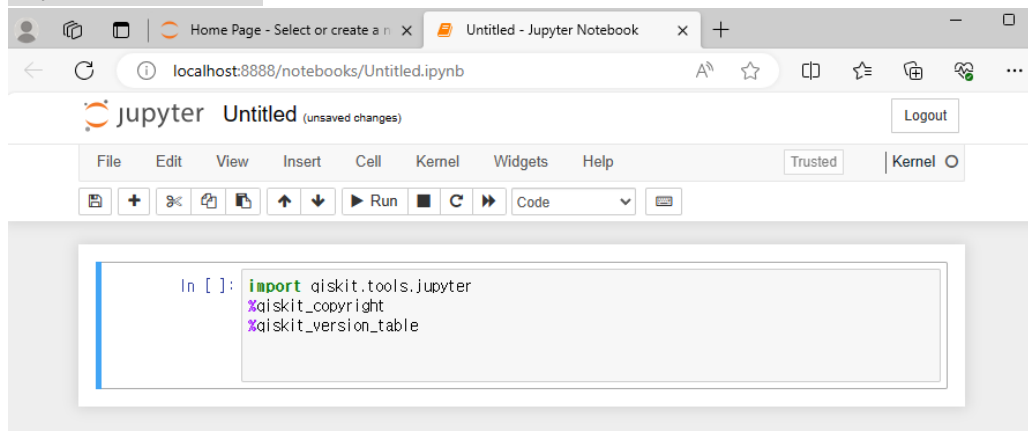 Home Page - Select or create a n
Untitled - Jupyter Notebook
localhost:8888/notebooks/Untitled.ipynb
jupyter Untitled (unsaved changes)
Logout
File Edit View Insert Cell Kernel Widgets Help
Trusted
Kernel
Run
Code
In [ ]: import qiskit.tools.jupyter
%qiskit_copyright
%qiskit_version_table